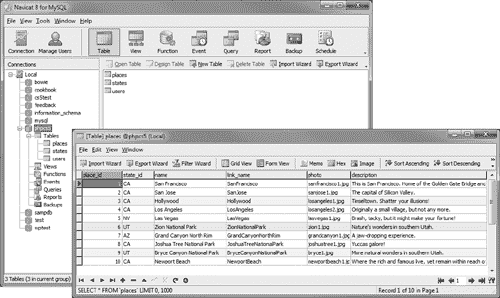 Navicat 8 for MySQL
File View Tools Window Help
Connection Manage Users Table View Function Event Query Report Backup Schedule
Connections
Open Table Design Table New Table Delete Table Import Wizard Export Wizard
Local
bowe
cookbook
feedback
information_schema
mysql
phpcs5
Tables
places
states
users
Views
Functions
Events
Queries
Reports
Backups
sampdb
test
places
states
users
3 Tables (3 in current group)
[Table] places @phpcs5 (Local)
File Edit View Window
Import Wizard Export Wizard Filter Wizard Grid View Form View Memo Hex Image Sort Ascending Sort Descending
place_id state_id name link_name photo description
1 CA San Francisco SanFrancisco sanfrancisco1.jpg This is San Francisco. Home of the Golden Gate Bridge and
2 CA San Jose SanJose sanjose1.jpg The capital of Silicon Valley.
3 CA Hollywood Hollywood losangeles1.jpg Tinseltown. Shatter your illusions!
4 CA Los Angeles LosAngeles losangeles2.jpg Originally a small village, but not any more.
5 NV Las Vegas LasVegas lasvegas1.jpg Brash, tacky, but it might make your fortune!
6 UT Zion National Park ZionNationalPark zion1.jpg Nature's wonders in southern Utah.
7 AZ Grand Canyon North Rim GrandCanyonNorthRim grandcanyon1.jpg A jaw-dropping experience.
8 CA Joshua Tree National Park JoshuaTreeNationalPark joshuatree1.jpg Yuccas galore!
9 UT Bryce Canyon National Park BryceCanyonNationalPark bryce1.jpg More natural wonders in southern Utah.
10 CA Newport Beach NewportBeach newportbeach1.jpg Where the rich and famous live, yet remain within reach o
SELECT * FROM `places` LIMIT 0, 1000
Record 1 of 10 in Page 1